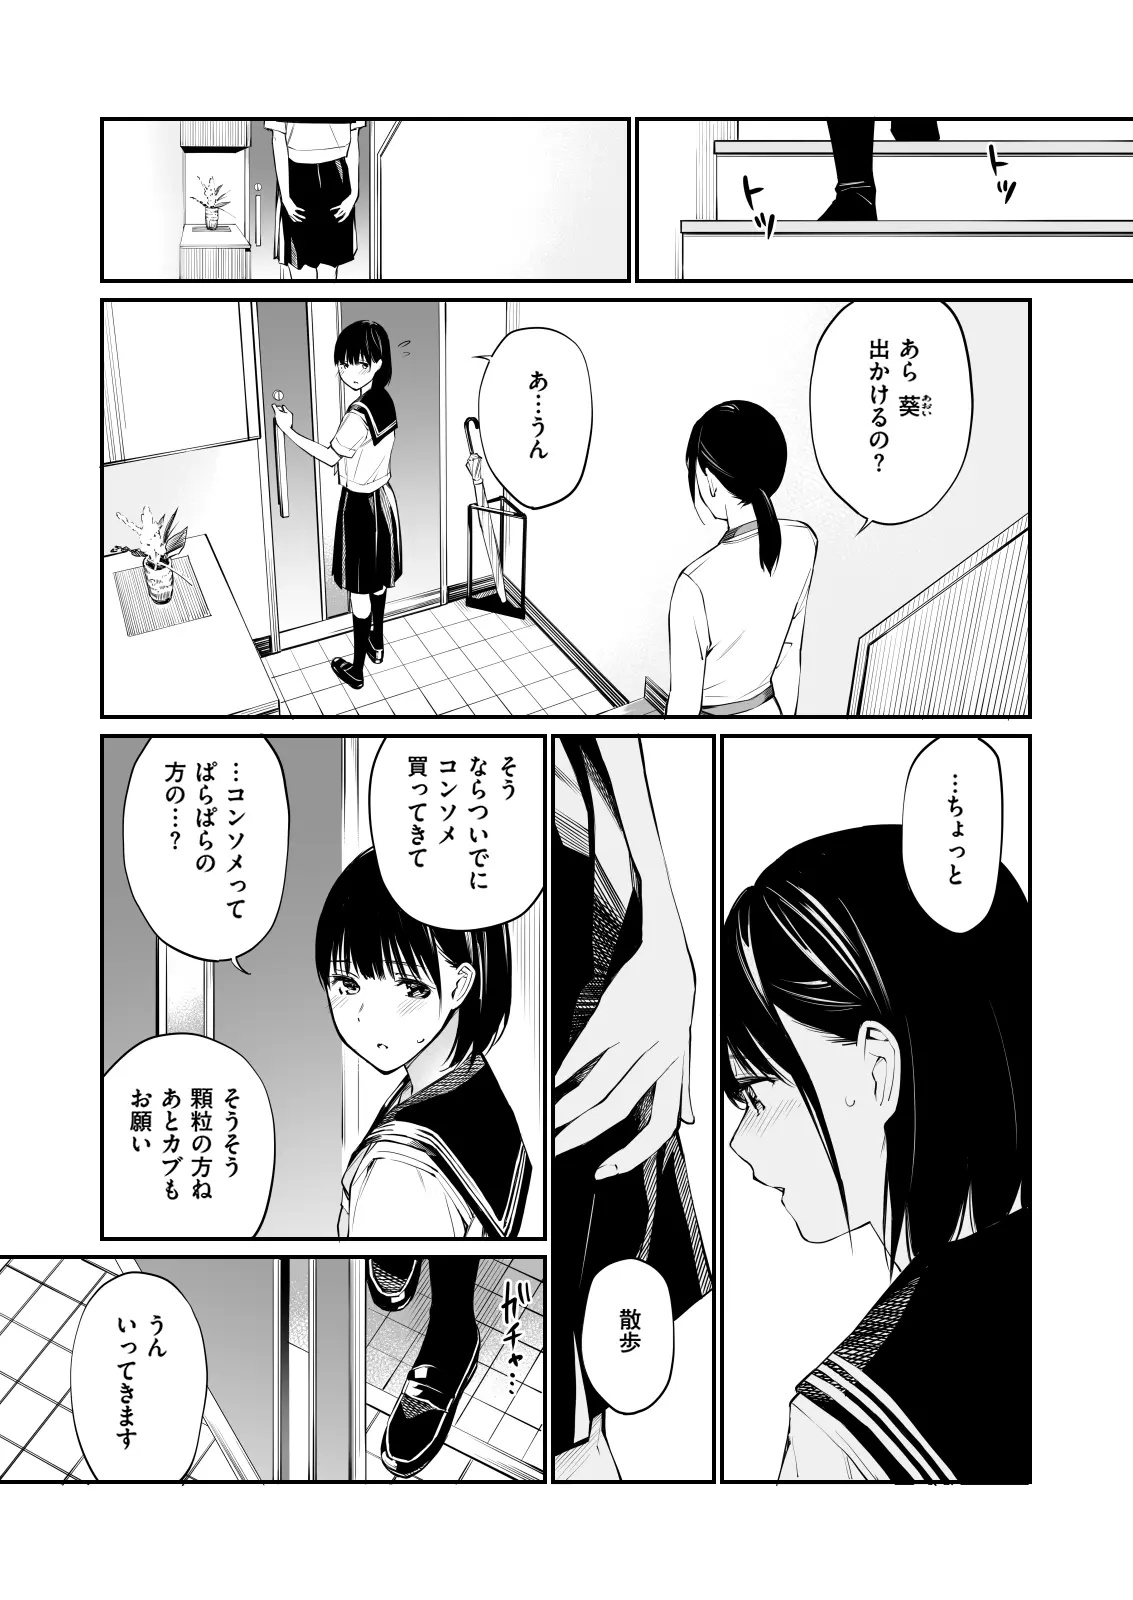 トッ
トッ
あら 葵
あおい
出かけるの?
あ…うん
…ちょっと
散歩
そう
ならついでに
コンソメ
買ってきて
…コンソメって
ぱらぱらの
方の…?
そうそう
顆粒の方ね
あとカブも
お願い
ガチャ…
うん
いってきます